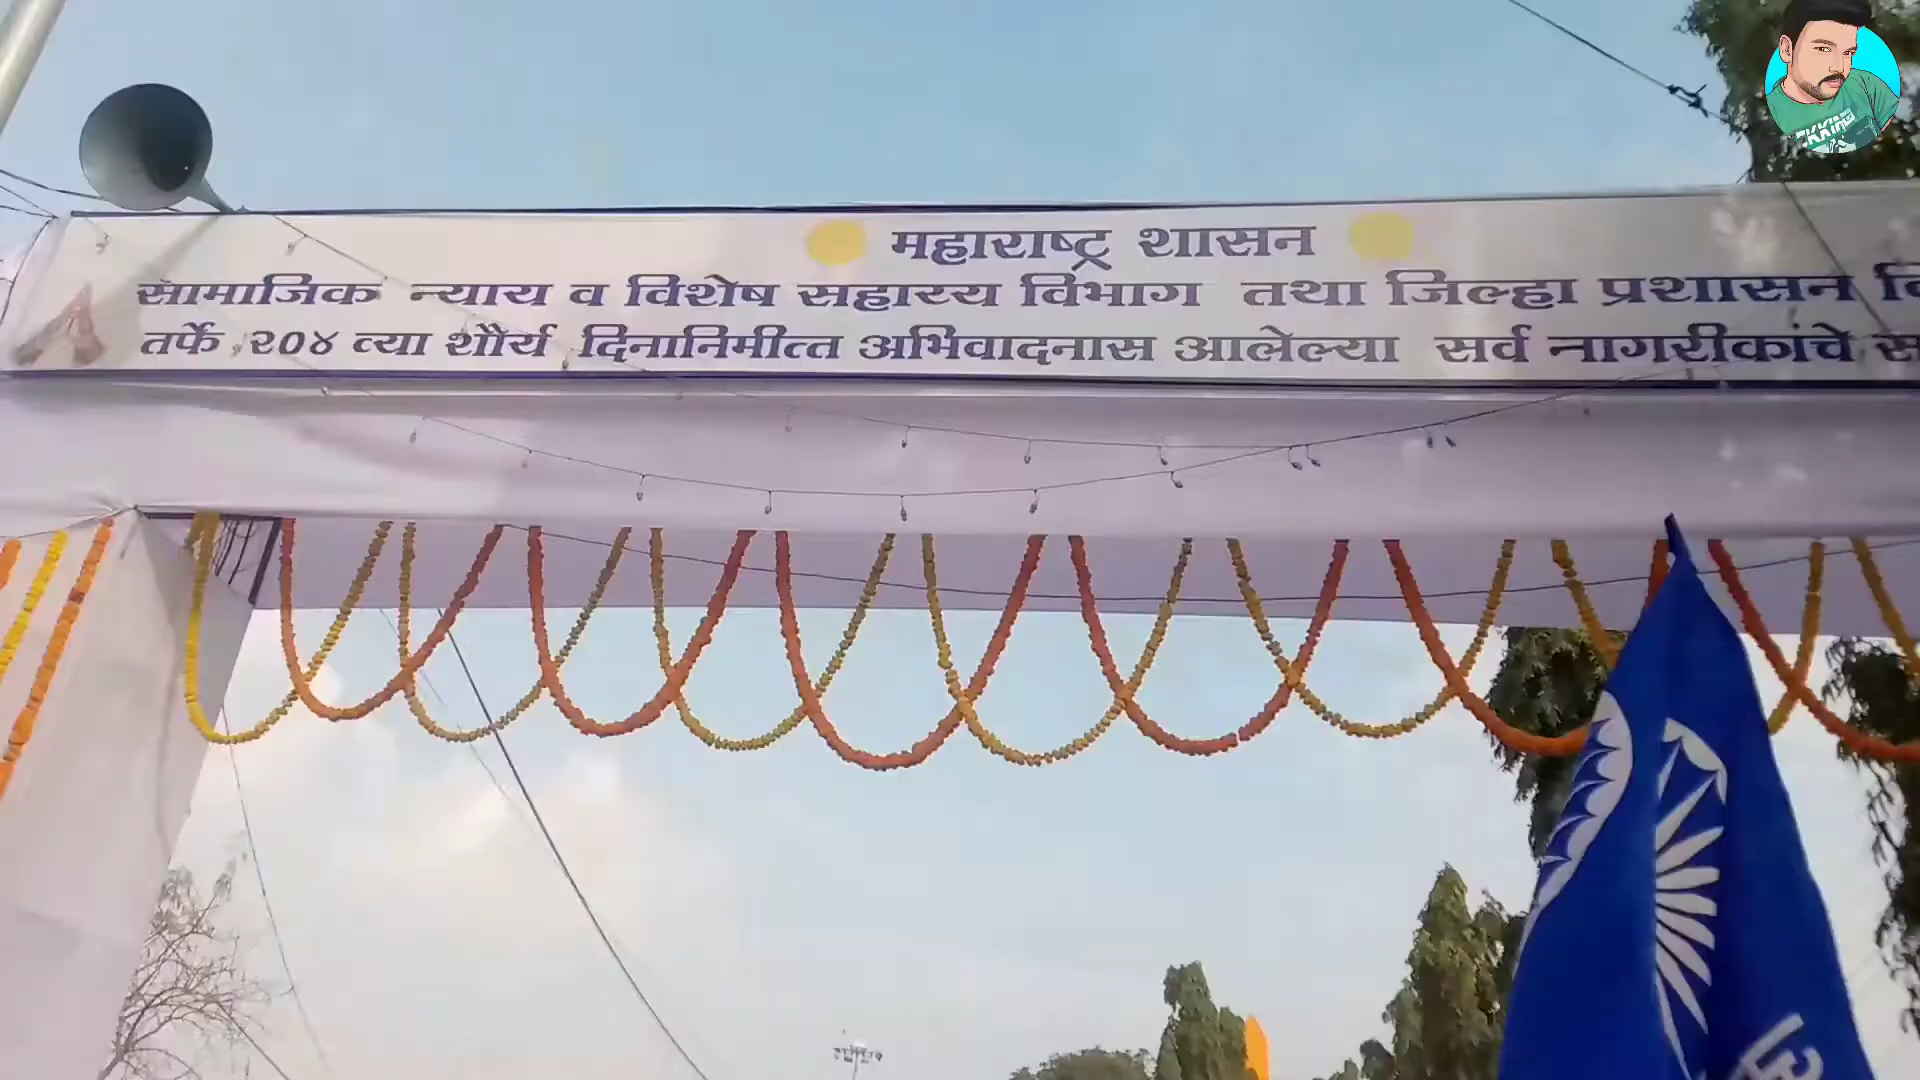 महाराष्ट्र शासन
सामाजिक न्याय व विशेष सहाय्य विभाग तथा जिल्हा प्रशासन
तर्फे २०४ व्या शौर्य दिनानिमीत्त अभिवादनास आलेल्या सर्व नागरीकांचे